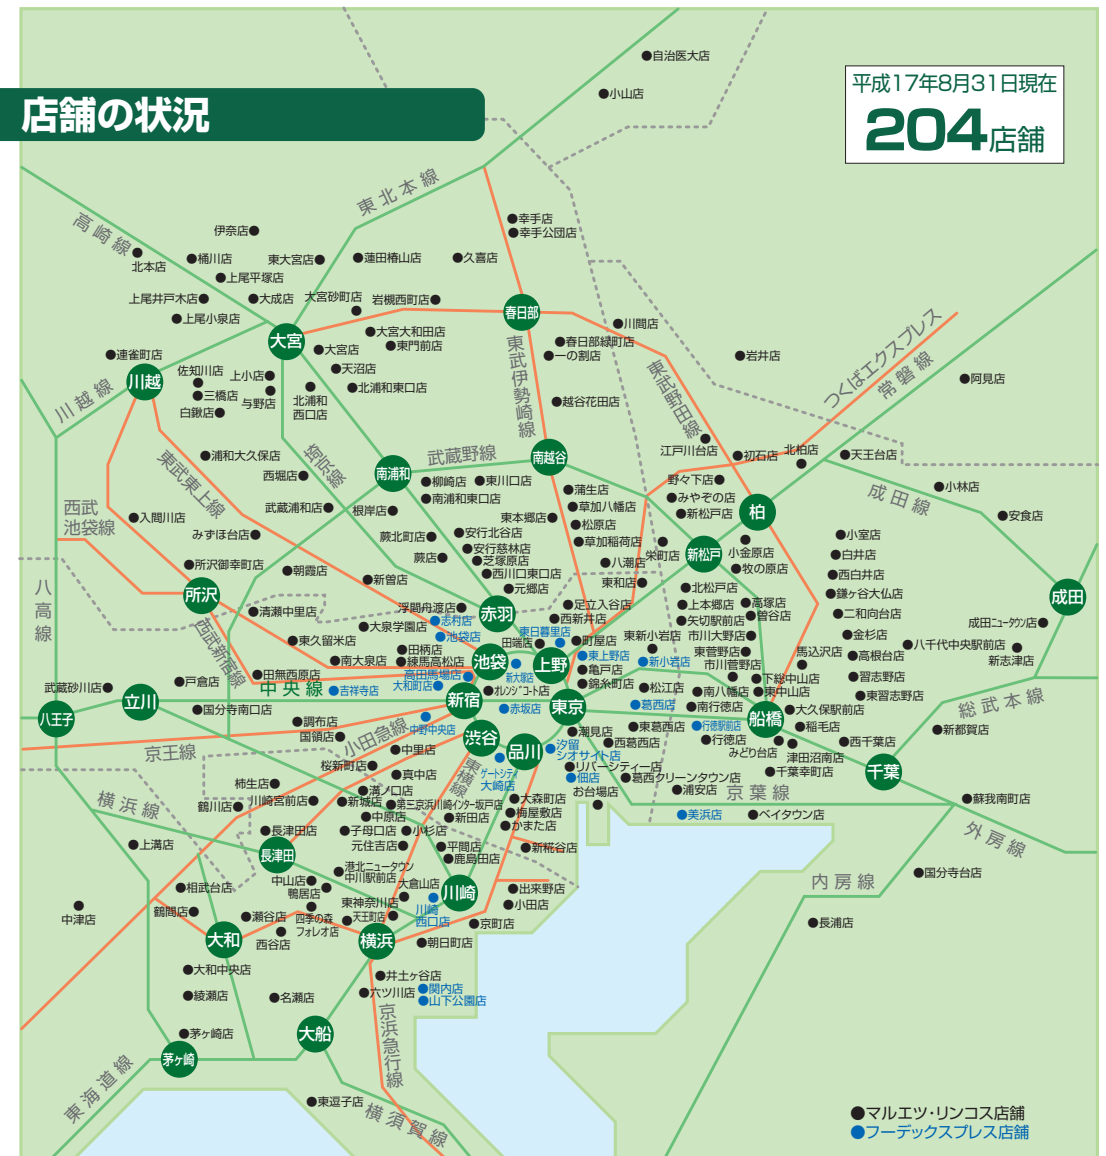 店舗の状況
平成17年8月31日現在
204店舗
自治医大店
小山店
東北本線
高崎線
伊奈店
北本店
桶川店
東大宮店
蓮田椿山店
久喜店
幸手店
幸手公団店
上尾平塚店
上尾井戸木店
大成店
大宮砂町店
岩槻西町店
春日部
上尾小泉店
大宮
大宮大和田店
東門前店
大宮店
川間店
春日部緑町店
一の割店
東武伊勢崎線
東武野田線
岩井店
つくばエクスプレス
常磐線
阿見店
連雀町店
川越
川越線
佐知川店
三橋店
白鍬店
上小店
与野店
天沼店
北浦和東口店
北浦和
西口店
越谷花田店
江戸川台店
初石店
北柏店
天王台店
浦和大久保店
東武東上線
埼京線
西堀店
南浦和
武蔵野線
南越谷
柳崎店
東川口店
南浦和東口店
蒲生店
草加八幡店
松原店
草加稲荷店
野々下店
みやぞの店
新松戸店
柏
成田線
小林店
安食店
西武
池袋線
入間川店
みずほ台店
武蔵浦和店
根岸店
東本郷店
蕨北町店
安行北谷店
安行慈林店
蕨店
芝塚原店
西川口東口店
元郷店
八潮店
栄町店
新松戸
小金原店
牧の原店
東和店
小室店
白井店
西白井店
鎌ヶ谷大仏店
二和向台店
金杉店
高根台店
八千代中央駅前店
習志野店
東習志野店
成田
成田ニュータウン店
新志津店
八高線
所沢御幸町店
所沢
朝霞店
新曽店
清瀬中里店
浮間舟渡店
赤羽
志村店
池袋店
大泉学園店
東久留米店
田柄店
練馬高松店
南大泉店
西武新宿線
田無西原店
足立入谷店
西新井店
東日暮里店
田端店
町屋店
東上野店
亀戸店
錦糸町店
北松戸店
上本郷店
高塚店
曽谷店
矢切駅前店
市川大野店
東新小岩店
新小岩店
東菅野店
市川菅野店
馬込沢店
下総中山店
東中山店
松江店
南八幡店
南行徳店
葛西店
行徳駅前店
東葛西店
西葛西店
行徳店
大久保駅前店
船橋
稲毛店
みどり台店
津田沼南店
西千葉店
千葉幸町店
千葉
総武本線
新都賀店
蘇我南町店
武蔵砂川店
戸倉店
八王子
立川
中央線
吉祥寺店
国分寺南口店
高田馬場店
大和町店
池袋
新大塚店
上野
オレンジコート店
赤坂店
新宿
東京
中野中央店
調布店
国領店
小田急線
京王線
渋谷
品川
汐留
シオサイト店
潮見店
リバーシティー店
佃店
お台場店
葛西クリーンタウン店
浦安店
京葉線
美浜店
ベイタウン店
外房線
内房線
国分寺台店
長浦店
ゲートシティ
大崎店
中里店
桜新町店
真中店
東横線
横浜線
柿生店
鶴川店
川崎宮前店
溝ノ口店
新城店
第三京浜川崎インター坂戸店
中原店
新田店
大森町店
梅屋敷店
かまた店
長津田店
子母口店
小杉店
元住吉店
平間店
鹿島田店
新糀谷店
上溝店
長津田
港北ニュータウン
中川駅前店
中山店
鴨居店
大倉山店
川崎
出来野店
小田店
相武台店
鶴間店
中津店
四季の森
フォレオ店
東神奈川店
天王町店
川崎
西口店
京町店
瀬谷店
西谷店
大和
横浜
朝日町店
大和中央店
井土ヶ谷店
六ツ川店
関内店
山下公園店
綾瀬店
名瀬店
京浜急行線
茅ヶ崎店
大船
茅ヶ崎
東海道線
東逗子店
横須賀線
マルエツ・リンコス店舗
フーデックスプレス店舗